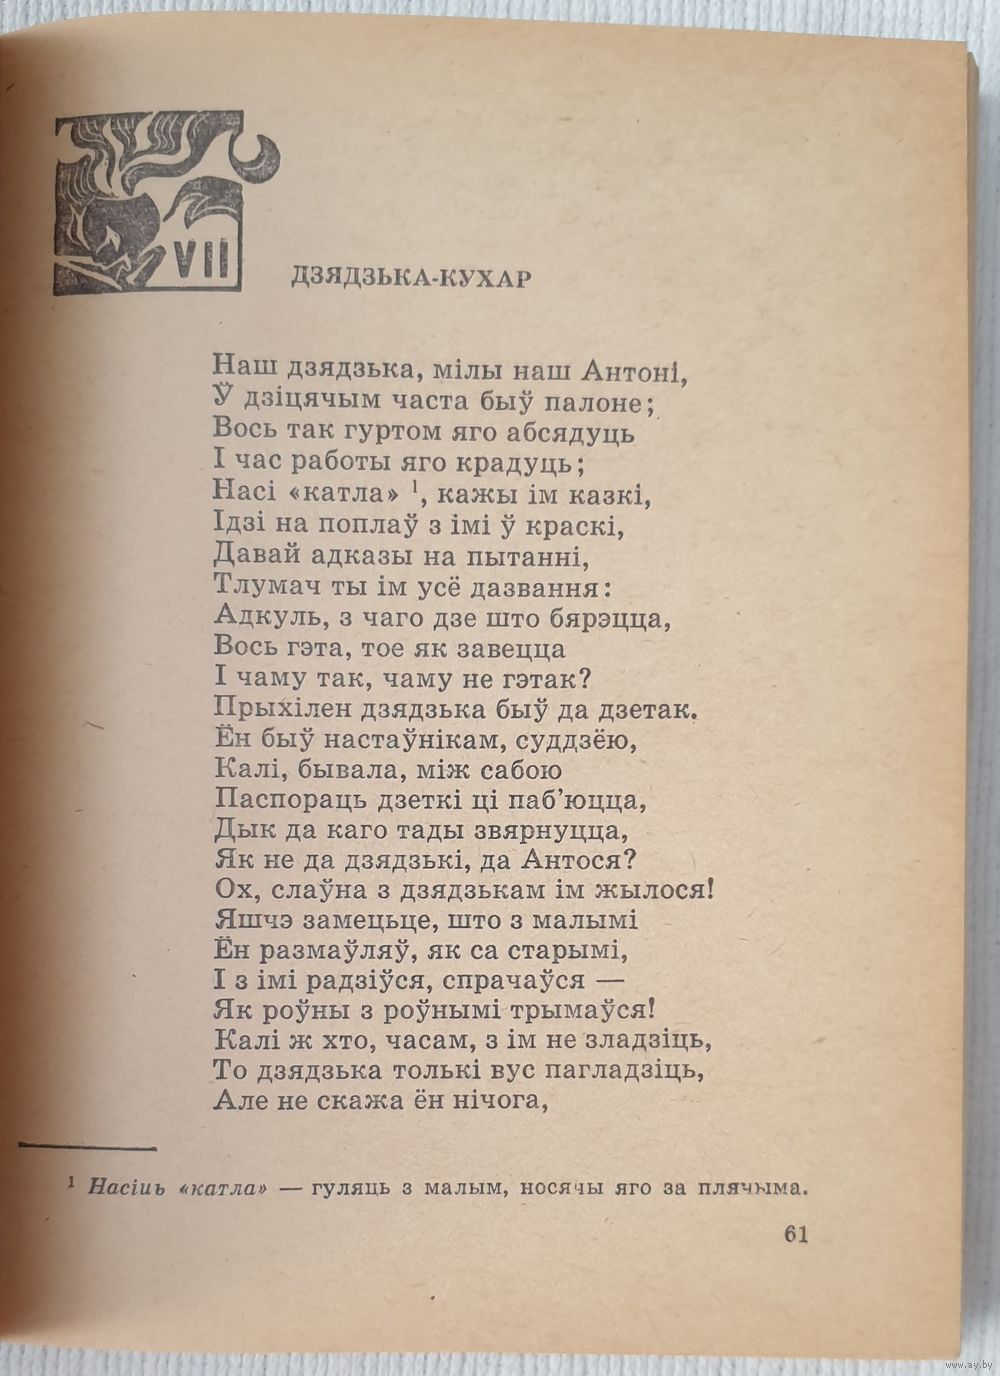 VII
ДЗЯДЗЬКА-КУХАР
Наш дзядзька, мілы наш Антоні,
Ў дзіцячым часта быў палоне;
Вось так гуртом яго абсядуць
І час работы яго крадуць;
Насі «катла» ¹, кажы ім казкі,
Ідзі на поплаў з імі ў краскі,
Давай адказы на пытанні,
Тлумач ты ім усё дазвання:
Адкуль, з чаго дзе што бярэцца,
Вось гэта, тое як завецца
І чаму так, чаму не гэтак?
Прыхілен дзядзька быў да дзетак.
Ён быў настаўнікам, суддзёю,
Калі, бывала, між сабою
Паспораць дзеткі ці паб'юцца,
Дык да каго тады звярнуцца,
Як не да дзядзькі, да Антося?
Ох, слаўна з дзядзькам ім жылося!
Яшчэ замецьце, што з малымі
Ён размаўляў, як са старымі,
І з імі радзіўся, спрачаўся —
Як роўны з роўнымі трымаўся!
Калі ж хто, часам, з ім не зладзіць,
То дзядзька толькі вус пагладзіць,
Але не скажа ён нічога,
¹ Насіць «катла» — гуляць з малым, носячы яго за плячыма.
61
www.ay.by